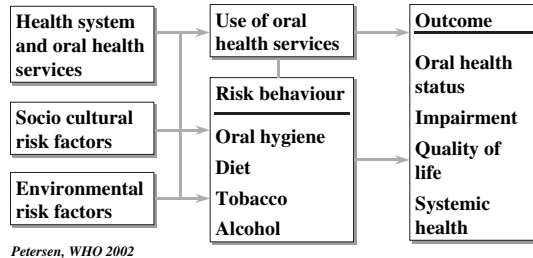 Health system
and oral health
services
Socio cultural
risk factors
Environmental
risk factors
Use of oral
health services
Risk behaviour
Oral hygiene
Diet
Tobacco
Alcohol
Outcome
Oral health
status
Impairment
Quality of
life
Systemic
health
Petersen, WHO 2002